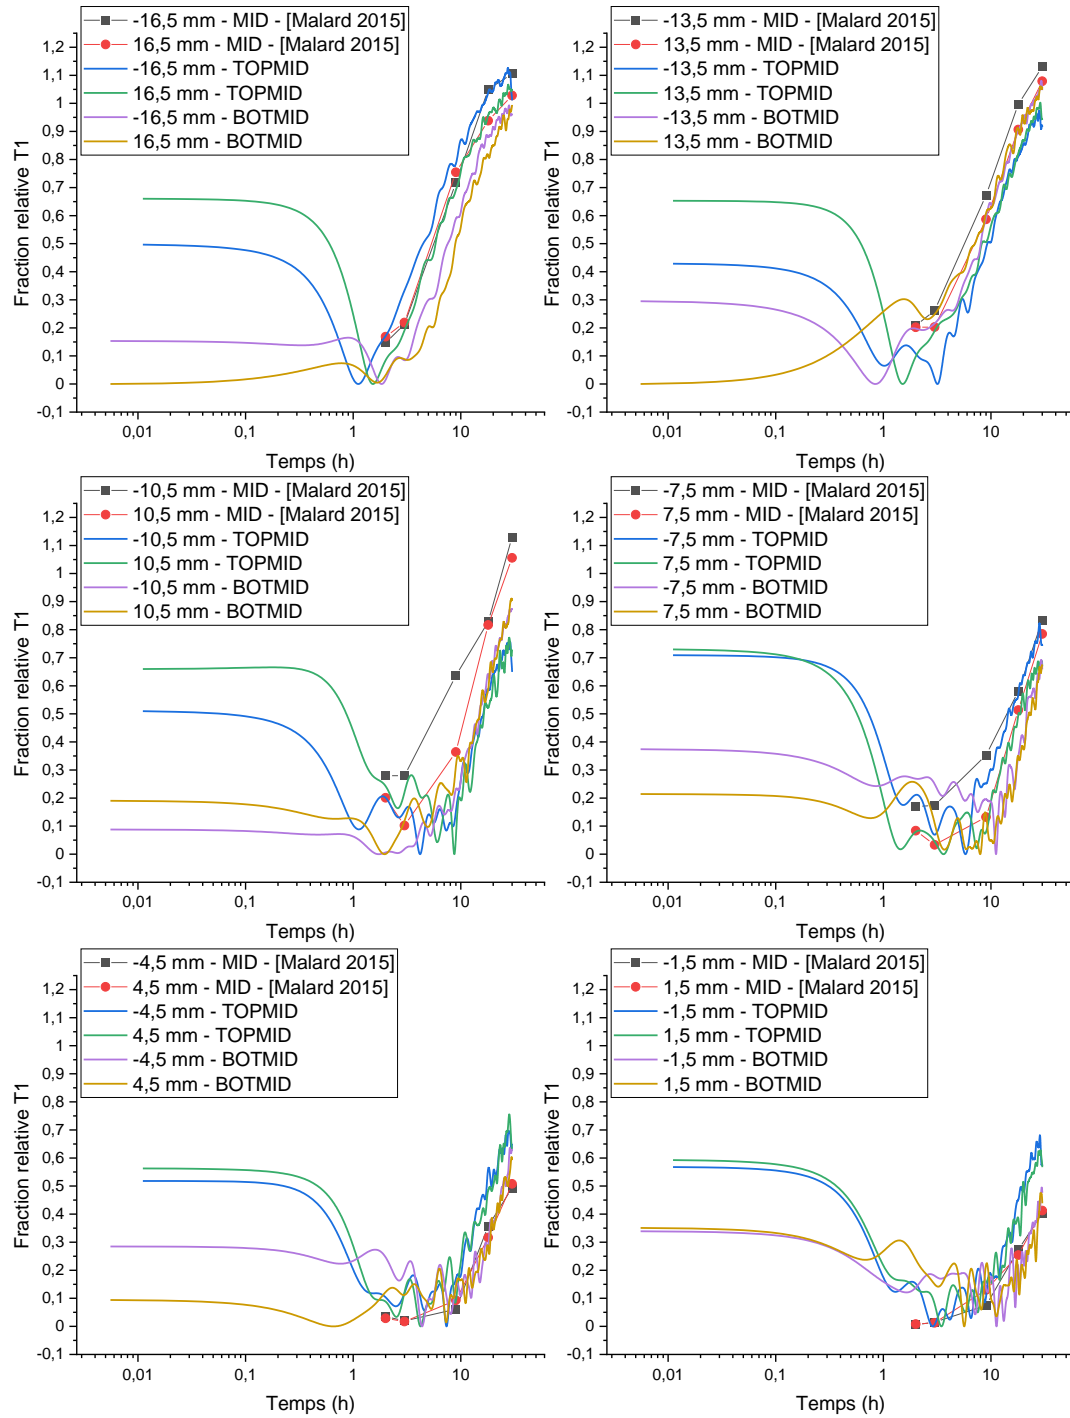 -16,5 mm - MID - [Malard 2015]
16,5 mm - MID - [Malard 2015]
-16,5 mm - TOPMID
16,5 mm - TOPMID
-16,5 mm - BOTMID
16,5 mm - BOTMID
Fraction relative T1
1,2
1,1
1
0,9
0,8
0,7
0,6
0,5
0,4
0,3
0,2
0,1
0
-0,1
0,01
0,1
1
10
Temps (h)
-13,5 mm - MID - [Malard 2015]
13,5 mm - MID - [Malard 2015]
-13,5 mm - TOPMID
13,5 mm - TOPMID
-13,5 mm - BOTMID
13,5 mm - BOTMID
Fraction relative T1
1,2
1,1
1
0,9
0,8
0,7
0,6
0,5
0,4
0,3
0,2
0,1
0
-0,1
0,01
0,1
1
10
Temps (h)
-10,5 mm - MID - [Malard 2015]
10,5 mm - MID - [Malard 2015]
-10,5 mm - TOPMID
10,5 mm - TOPMID
-10,5 mm - BOTMID
10,5 mm - BOTMID
Fraction relative T1
1,2
1,1
1
0,9
0,8
0,7
0,6
0,5
0,4
0,3
0,2
0,1
0
-0,1
0,01
0,1
1
10
Temps (h)
-7,5 mm - MID - [Malard 2015]
7,5 mm - MID - [Malard 2015]
-7,5 mm - TOPMID
7,5 mm - TOPMID
-7,5 mm - BOTMID
7,5 mm - BOTMID
Fraction relative T1
1,2
1,1
1
0,9
0,8
0,7
0,6
0,5
0,4
0,3
0,2
0,1
0
-0,1
0,01
0,1
1
10
Temps (h)
-4,5 mm - MID - [Malard 2015]
4,5 mm - MID - [Malard 2015]
-4,5 mm - TOPMID
4,5 mm - TOPMID
-4,5 mm - BOTMID
4,5 mm - BOTMID
Fraction relative T1
1,2
1,1
1
0,9
0,8
0,7
0,6
0,5
0,4
0,3
0,2
0,1
0
-0,1
0,01
0,1
1
10
Temps (h)
-1,5 mm - MID - [Malard 2015]
1,5 mm - MID - [Malard 2015]
-1,5 mm - TOPMID
1,5 mm - TOPMID
-1,5 mm - BOTMID
1,5 mm - BOTMID
Fraction relative T1
1,2
1,1
1
0,9
0,8
0,7
0,6
0,5
0,4
0,3
0,2
0,1
0
-0,1
0,01
0,1
1
10
Temps (h)